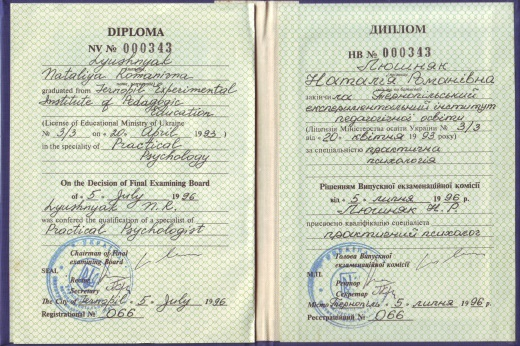 DIPLOMA
NV № 000343
Lyushnyak
Nataliya Romanivna
graduated from Ternopil Experimental
Institute of Pedagogic
Education
(License of Educational Ministry of Ukraine
№ 3/3 on «20» April 1993)
in the speciality of Practical
Psychology
On the Decision of Final Examining Board
of «5» July 1996
Lyushnyak N.R.
was conferred the qualification of a specialist of
Practical Psychologist
Chairman of Final
examining Board
SEAL
Rector
Secretary
The City of Ternopil «5» July 1996
Registrational № 066
ДИПЛОМ
НВ № 000343
Люшняк
Наталія Романівна
закінчила Тернопільський
експериментальний інститут
педагогічної освіти
(Ліцензія Міністерства освіти України № 3/3
від «20» квітня 1993 року)
за спеціальністю практична
психологія
Рішенням Випускної екзаменаційної комісії
від «5» липня 1996 р.
Люшняк Н.Р.
присвоєно кваліфікацію спеціаліста
практичний психолог
Голова Випускної
екзаменаційної комісії
М.П.
Ректор
Секретар
Місто Тернопіль «5» липня 1996 р.
Реєстраційний № 066